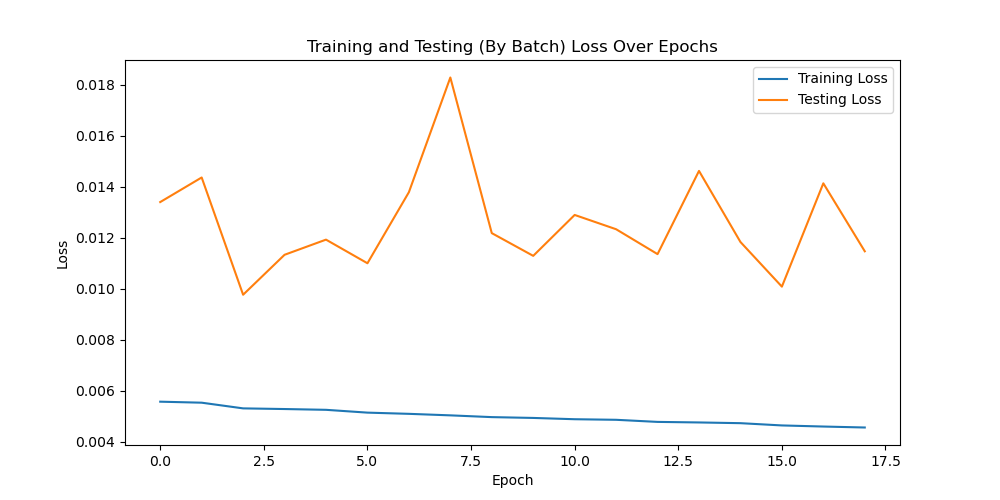 Training and Testing (By Batch) Loss Over Epochs
Training Loss
Testing Loss
0.018
0.016
0.014
0.012
0.010
0.008
0.006
0.004
Loss
0.0 2.5 5.0 7.5 10.0 12.5 15.0 17.5
Epoch